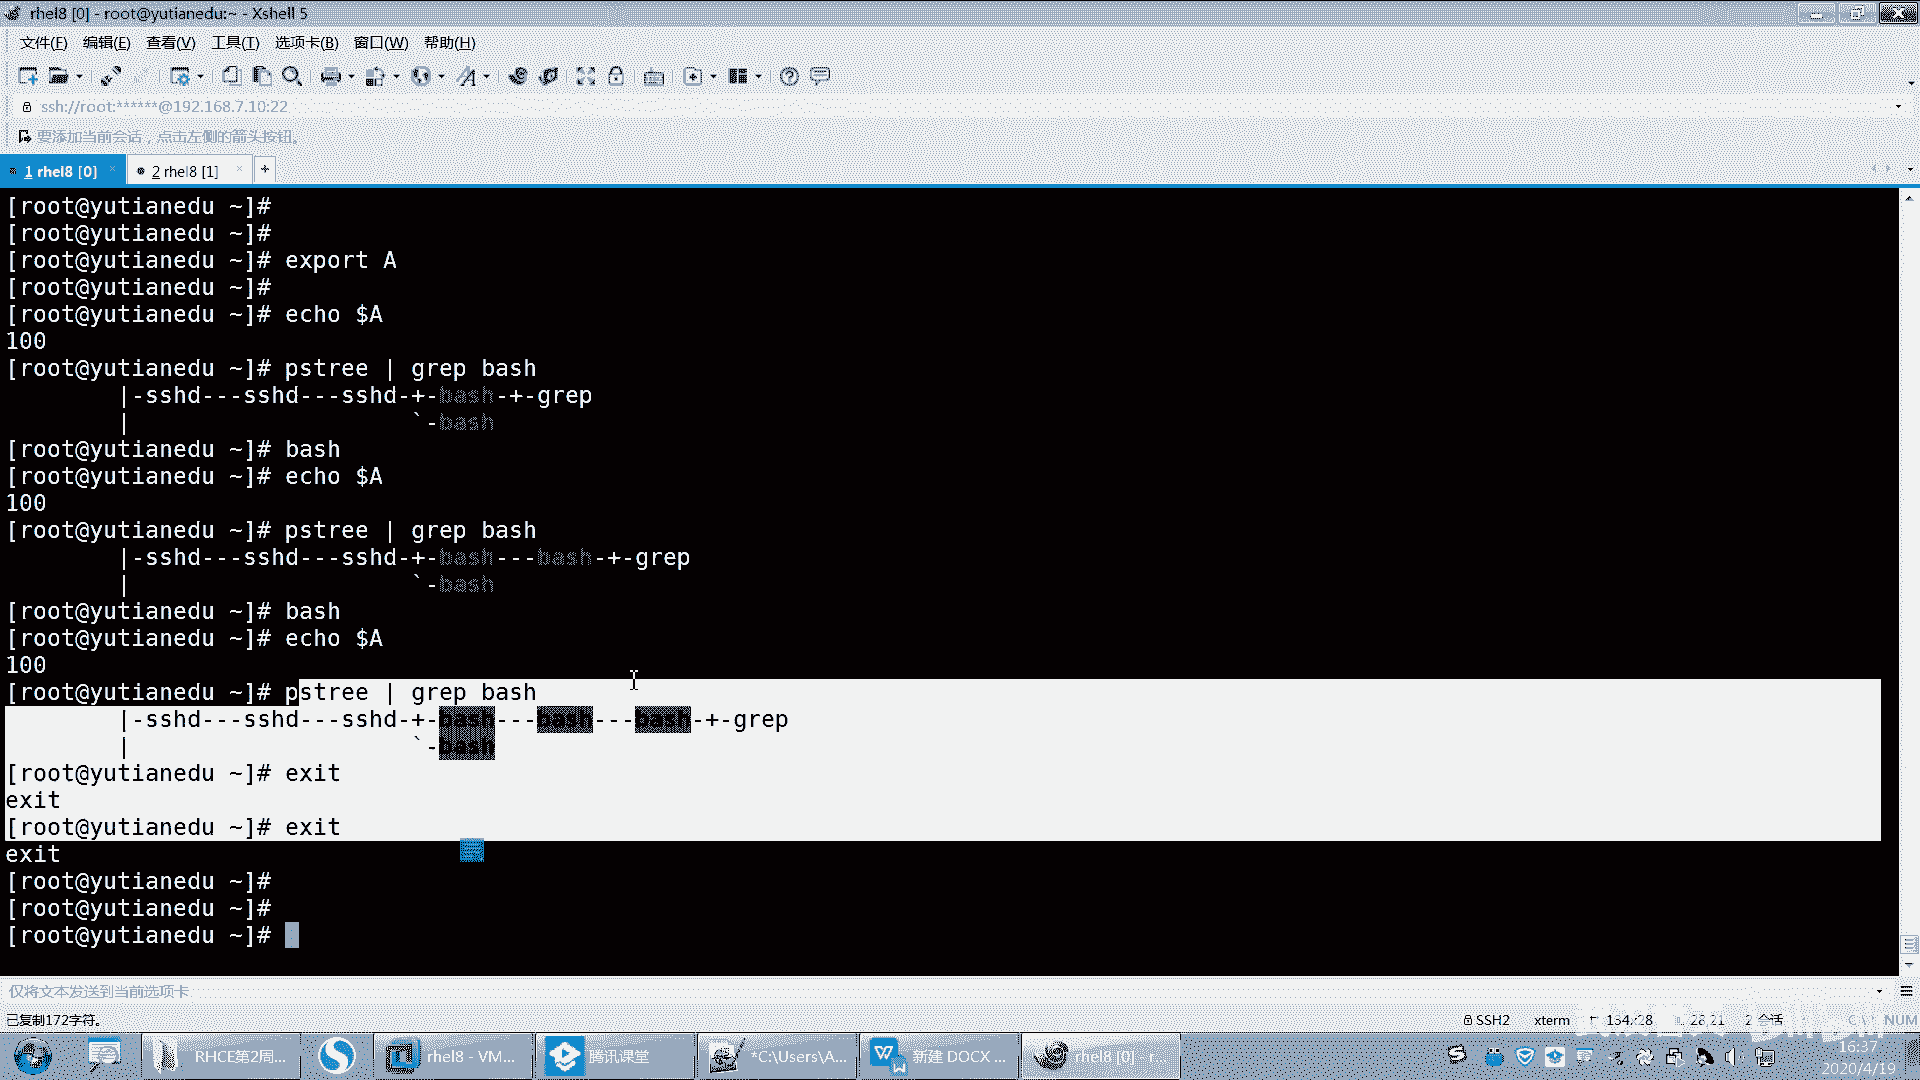 rhel8 [0] - root@yutianedu:~ - Xshell 5
文件(F) 编辑(E) 查看(V) 工具(T) 选项卡(B) 窗口(W) 帮助(H)
ssh://root:******@192.168.7.10:22
要添加当前会话，点击左侧的箭头按钮。
1 rhel8 [0] 2 rhel8 [1]
[root@yutianedu ~]#
[root@yutianedu ~]#
[root@yutianedu ~]# export A
[root@yutianedu ~]#
[root@yutianedu ~]# echo $A
100
[root@yutianedu ~]# pstree | grep bash
|-sshd---sshd---sshd-+-bash-+-grep
| `-bash
[root@yutianedu ~]# bash
[root@yutianedu ~]# echo $A
100
[root@yutianedu ~]# pstree | grep bash
|-sshd---sshd---sshd-+-bash---bash-+-grep
| `-bash
[root@yutianedu ~]# bash
[root@yutianedu ~]# echo $A
100
[root@yutianedu ~]# pstree | grep bash
|-sshd---sshd---sshd-+-bash---bash---bash-+-grep
| `-bash
[root@yutianedu ~]# exit
exit
[root@yutianedu ~]# exit
exit
[root@yutianedu ~]#
[root@yutianedu ~]#
[root@yutianedu ~]#
仅将文本发送到当前选项卡
已复制172字符。 SSH2 xterm 134x28 28,21 2 会话 NUM
RHCE第2周... rhel8 - VM... 腾讯课堂 *C:\Users\A... 新建 DOCX ... rhel8 [0] - r... 16:37
2020/4/19